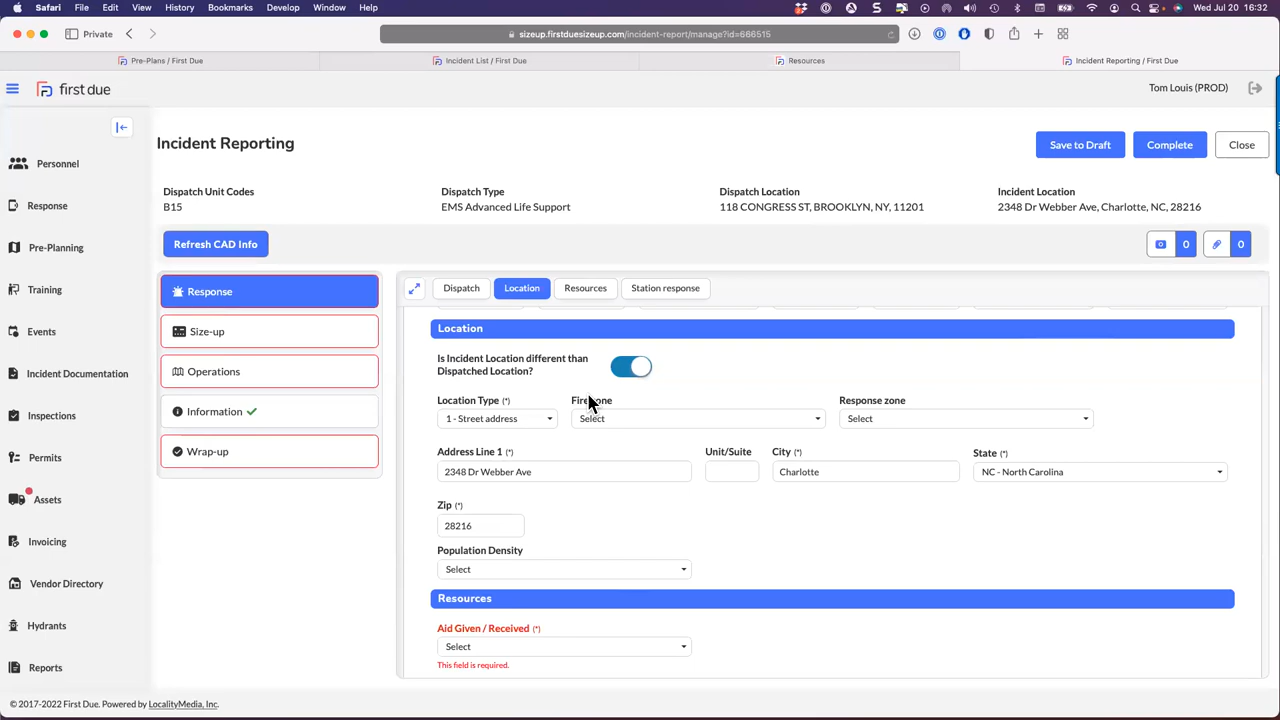 Safari File Edit View History Bookmarks Develop Window Help Wed Jul 20 16:32
Private sizeup.firstduesizeup.com/incident-report/manage?id=666515
Pre-Plans / First Due Incident List / First Due Resources Incident Reporting / First Due
first due Tom Louis (PROD)
Incident Reporting Save to Draft Complete Close
Personnel
Response
Pre-Planning
Training
Events
Incident Documentation
Inspections
Permits
Assets
Invoicing
Vendor Directory
Hydrants
Reports
Dispatch Unit Codes Dispatch Type Dispatch Location Incident Location
B15 EMS Advanced Life Support 118 CONGRESS ST, BROOKLYN, NY, 11201 2348 Dr Webber Ave, Charlotte, NC, 28216
Refresh CAD Info 0 0
Response
Size-up
Operations
Information
Wrap-up
Dispatch Location Resources Station response
Location
Is Incident Location different than
Dispatched Location?
Location Type (*) Fire zone Response zone
1 - Street address Select Select
Address Line 1 (*) Unit/Suite City (*) State (*)
2348 Dr Webber Ave Charlotte NC - North Carolina
Zip (*)
28216
Population Density
Select
Resources
Aid Given / Received (*)
Select
This field is required.
© 2017-2022 First Due. Powered by LocalityMedia, Inc.